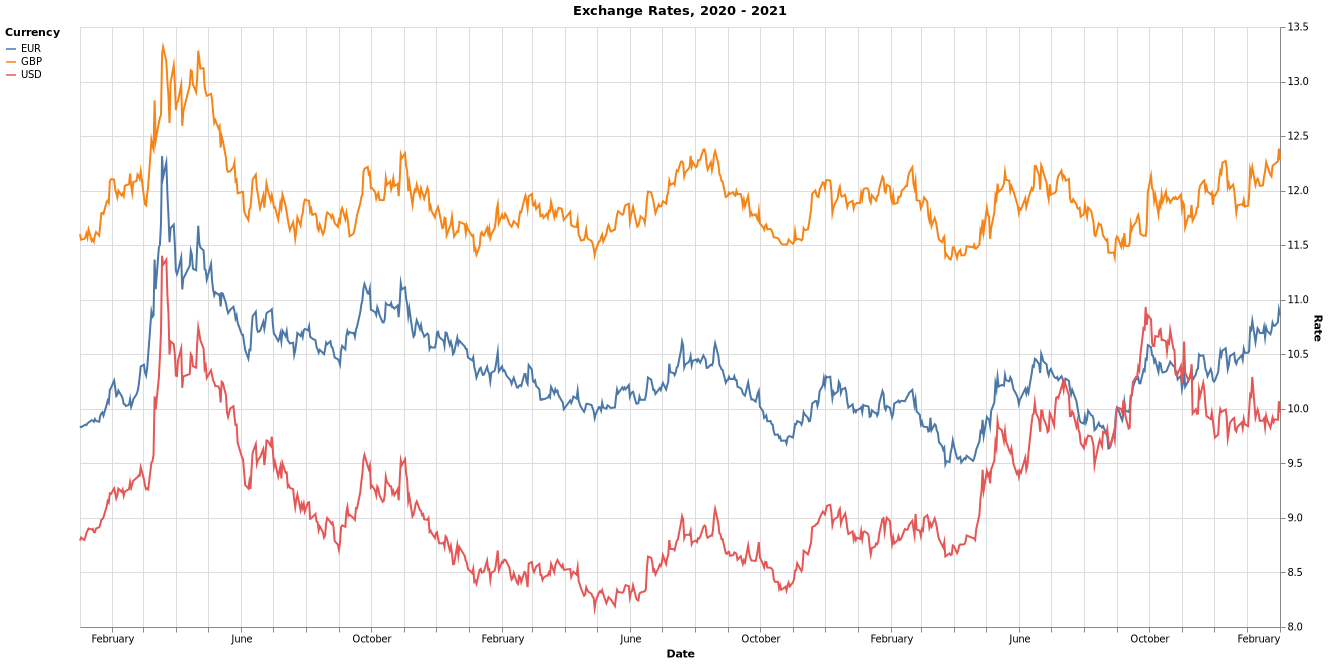 Exchange Rates, 2020 - 2021
Currency
EUR
GBP
USD
13.5
13.0
12.5
12.0
11.5
11.0
10.5
10.0
9.5
9.0
8.5
8.0
Rate
February June October February June October February June October February
Date